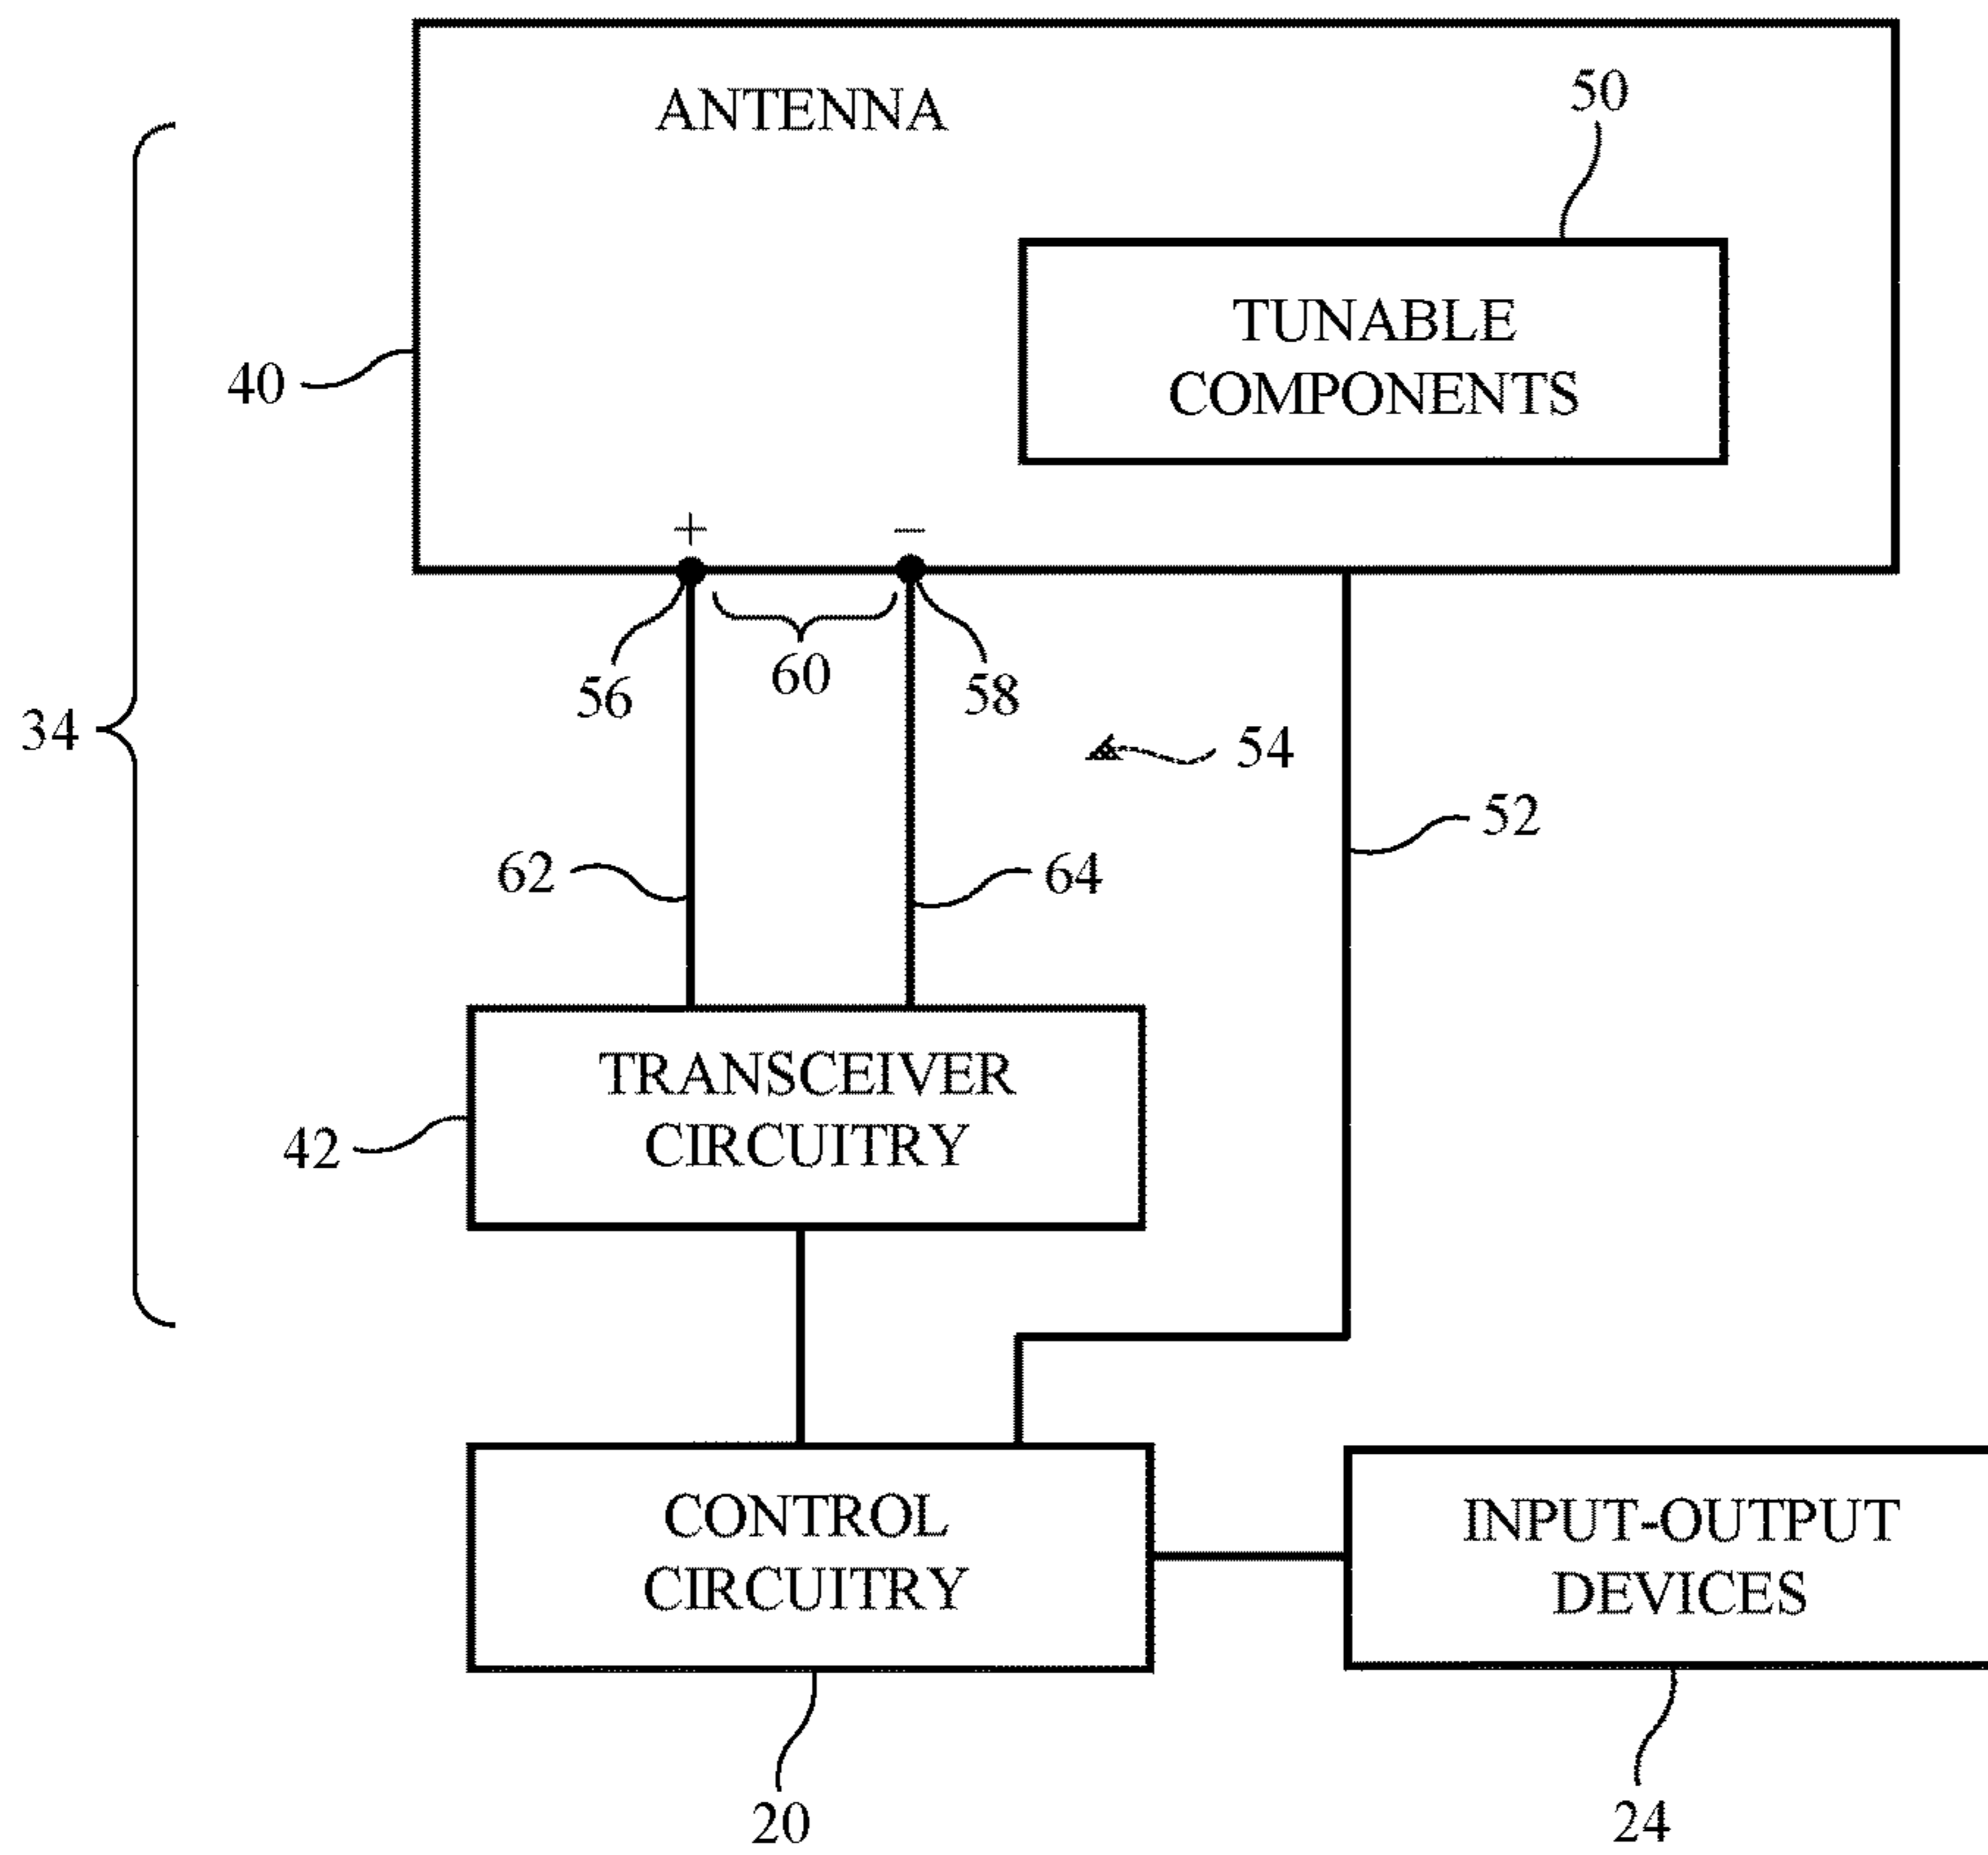 ANTENNA
50
TUNABLE
COMPONENTS
40
+
−
56
60
58
34
54
52
62
64
TRANSCEIVER
CIRCUITRY
42
CONTROL
CIRCUITRY
INPUT-OUTPUT
DEVICES
20
24